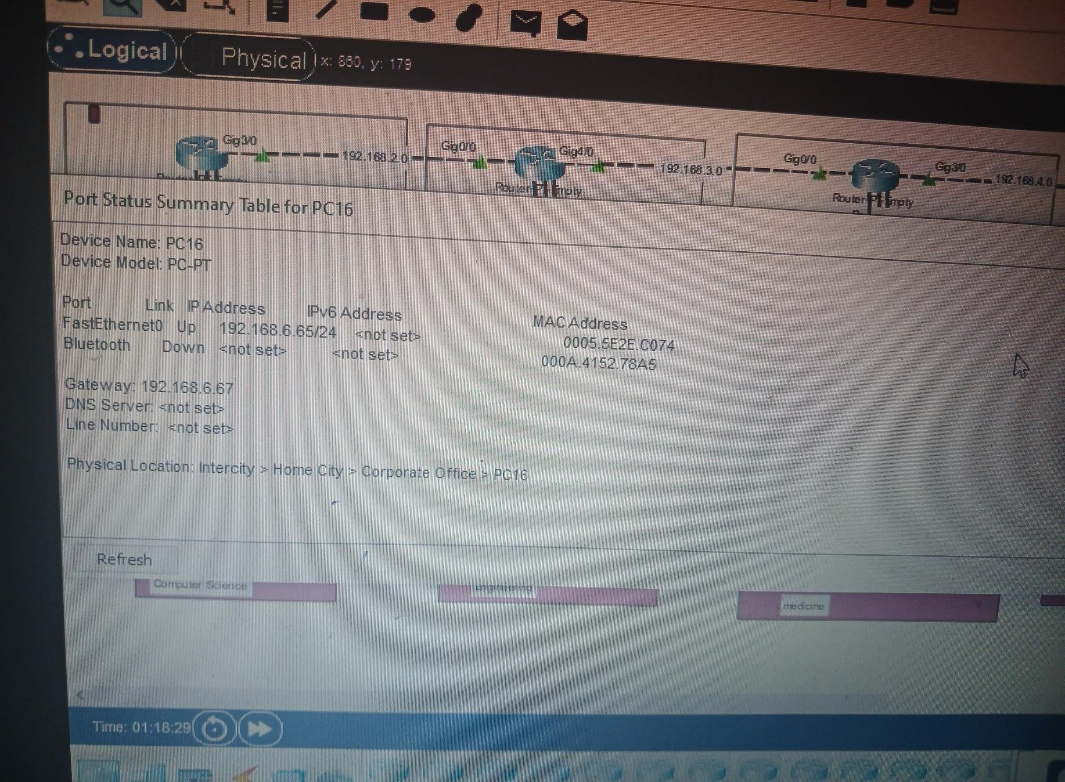 Logical Physical x: 880, y: 179
Gig3/0 192.168.2.0 Gig0/0 Gig4/0 192.168.3.0 Gig0/0 Gig3/0 192.168.4.0
Port Status Summary Table for PC16
Device Name: PC16
Device Model: PC-PT
Port Link IP Address IPv6 Address MAC Address
FastEthernet0 Up 192.168.6.65/24 <not set> 0005.5E2E.C074
Bluetooth Down <not set> <not set> 000A.4152.78A5
Gateway: 192.168.6.67
DNS Server: <not set>
Line Number: <not set>
Physical Location: Intercity > Home City > Corporate Office > PC16
Refresh
Computer Science Engineering medicine
Time: 01:18:29